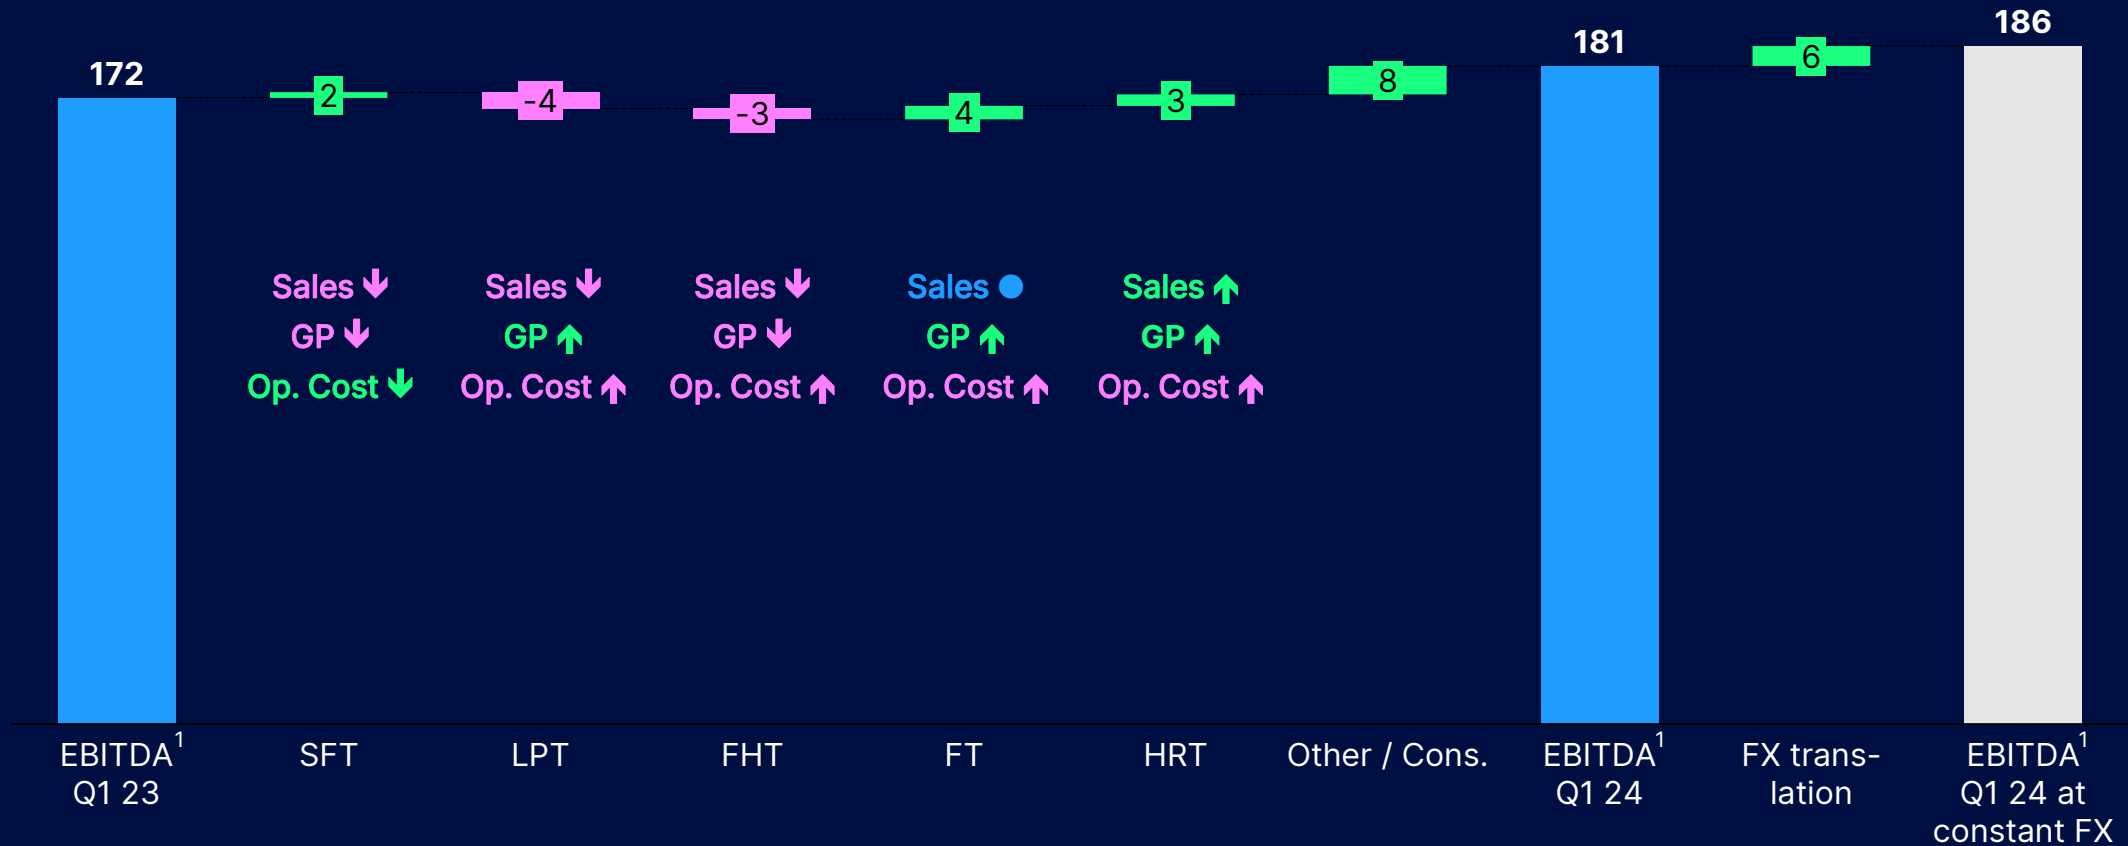 172
2
-4
-3
4
3
8
181
6
186
Sales ↓
GP ↓
Op. Cost ↓
Sales ↓
GP ↑
Op. Cost ↑
Sales ↓
GP ↓
Op. Cost ↑
Sales ●
GP ↑
Op. Cost ↑
Sales ↑
GP ↑
Op. Cost ↑
EBITDA¹
Q1 23
SFT
LPT
FHT
FT
HRT
Other / Cons.
EBITDA¹
Q1 24
FX trans-
lation
EBITDA¹
Q1 24 at
constant FX